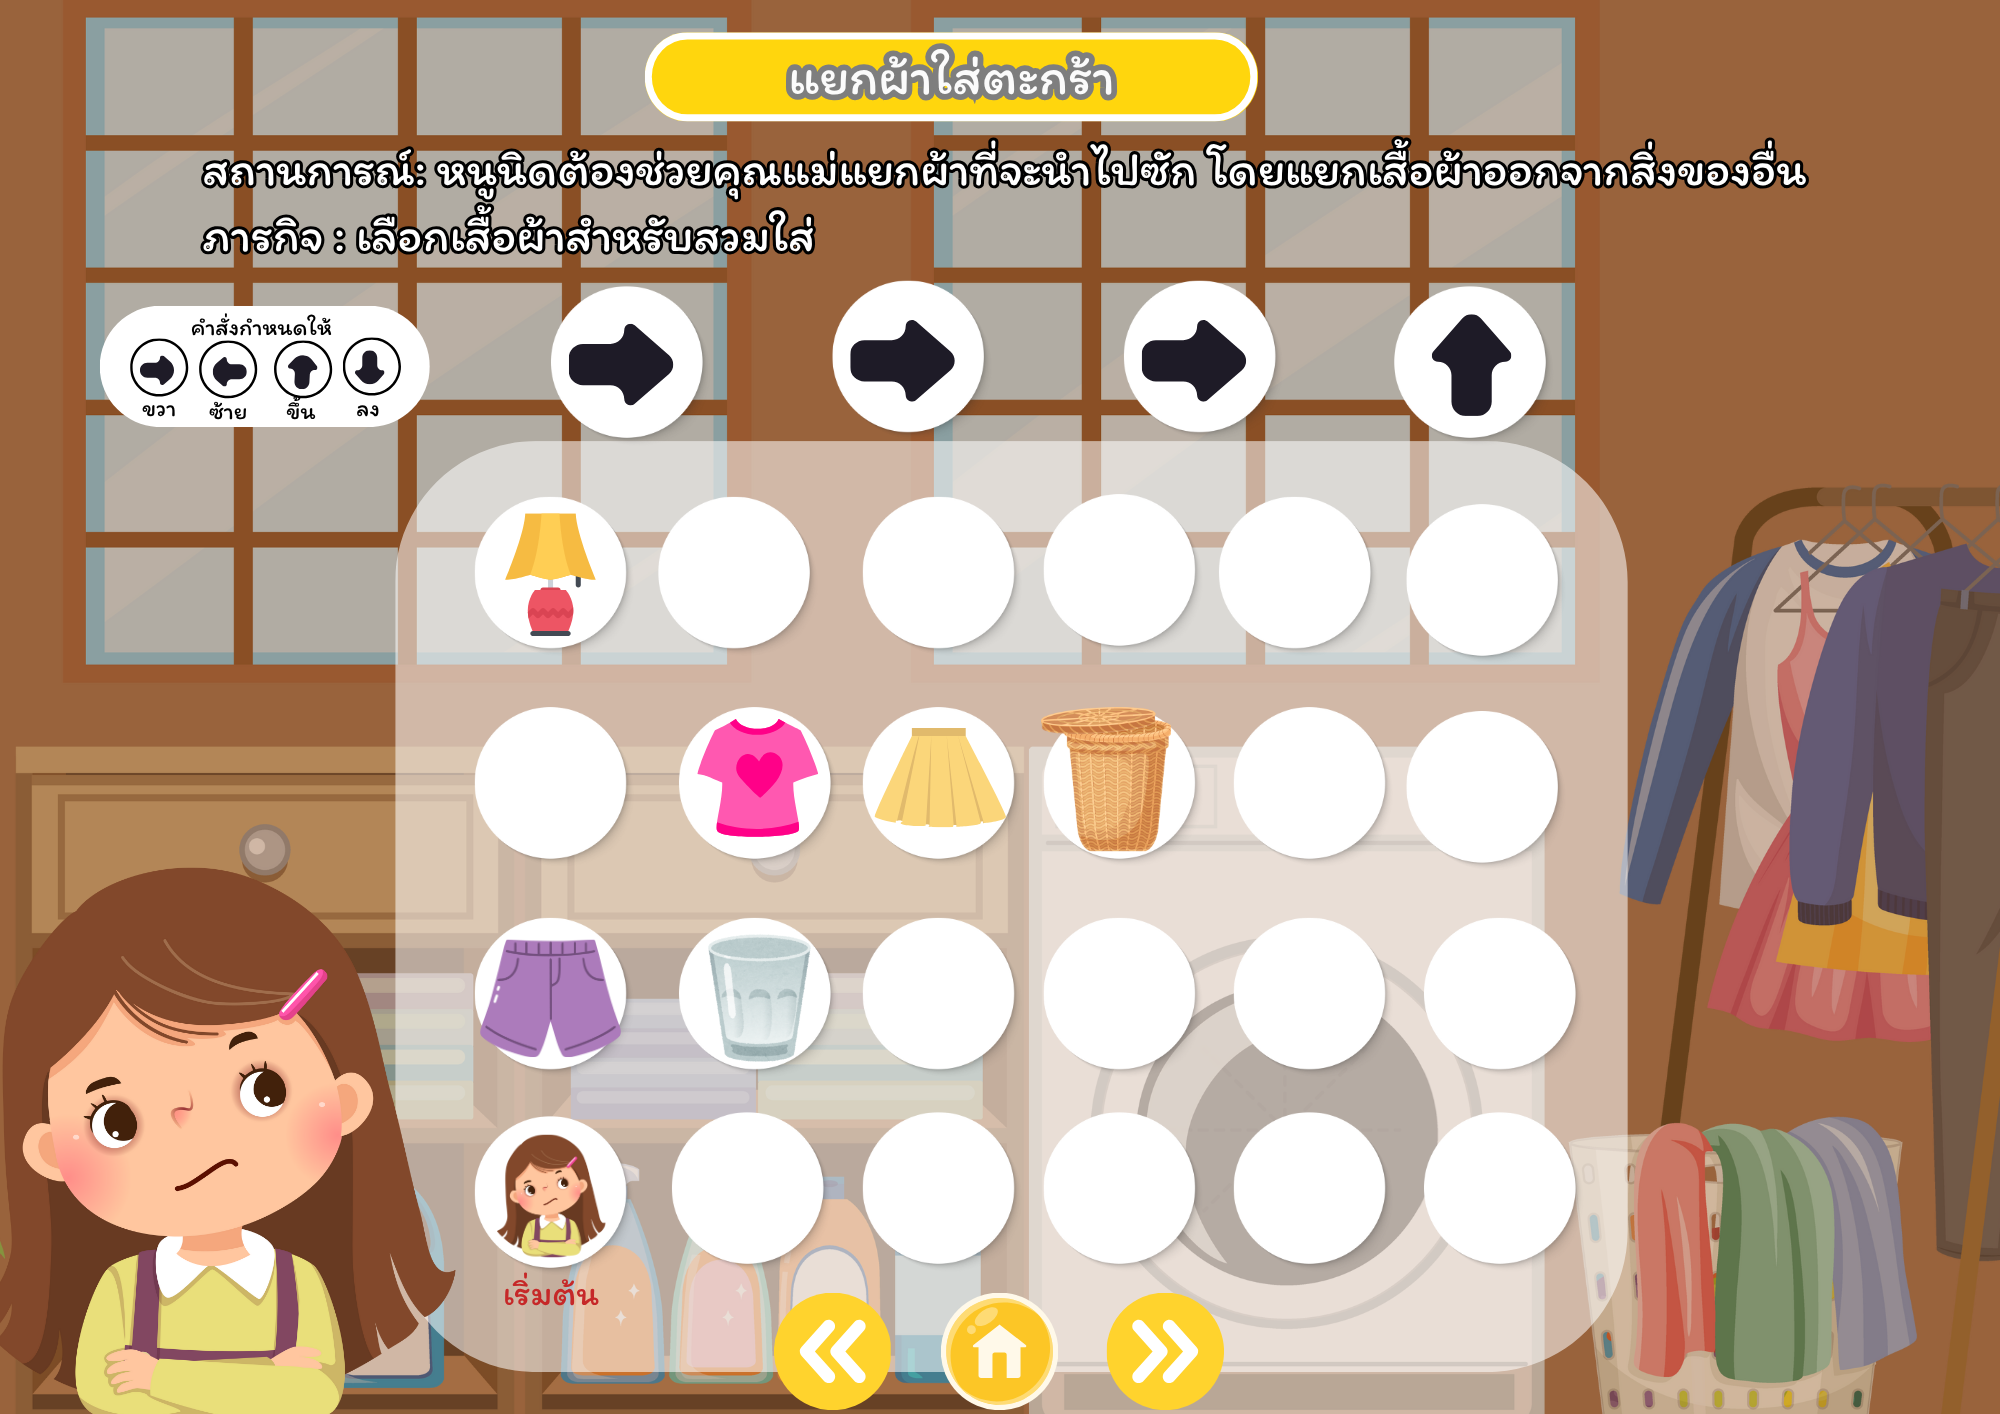 แยกผ้าใส่ตะกร้า
สถานการณ์: หนูนิดต้องช่วยคุณแม่แยกผ้าที่จะนำไปซัก โดยแยกเสื้อผ้าออกจากสิ่งของอื่น
ภารกิจ : เลือกเสื้อผ้าสำหรับสวมใส่
คำสั่งกำหนดให้
ขวา ซ้าย ขึ้น ลง
เริ่มต้น